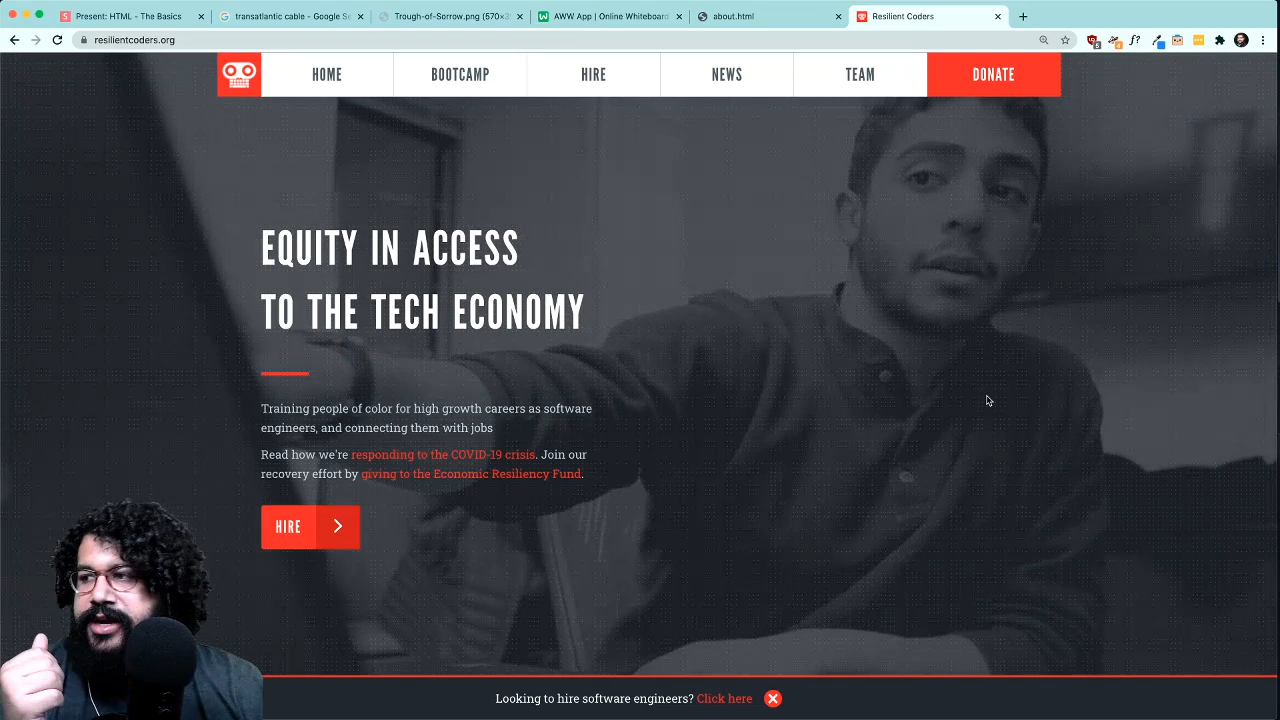 Present: HTML - The Basics
transatlantic cable - Google Se
Trough-of-Sorrow.png (570×3
AWW App | Online Whiteboard
about.html
Resilient Coders
resilientcoders.org
HOME
BOOTCAMP
HIRE
NEWS
TEAM
DONATE
EQUITY IN ACCESS
TO THE TECH ECONOMY
Training people of color for high growth careers as software
engineers, and connecting them with jobs
Read how we're responding to the COVID-19 crisis. Join our
recovery effort by giving to the Economic Resiliency Fund.
HIRE
Looking to hire software engineers? Click here